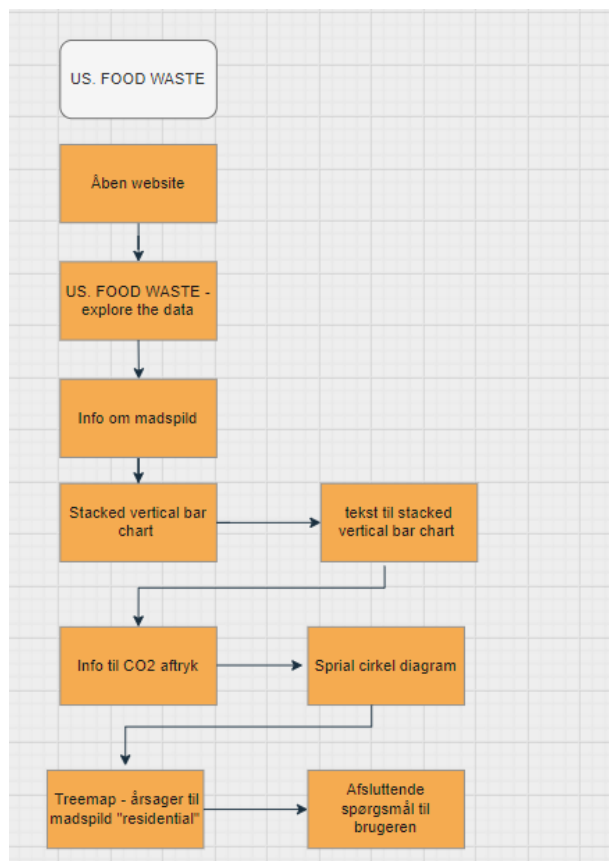 US. FOOD WASTE
Åben website
US. FOOD WASTE -
explore the data
Info om madspild
Stacked vertical bar
chart
tekst til stacked
vertical bar chart
Info til CO2 aftryk
Sprial cirkel diagram
Treemap - årsager til
madspild "residential"
Afsluttende
spørgsmål til
brugeren